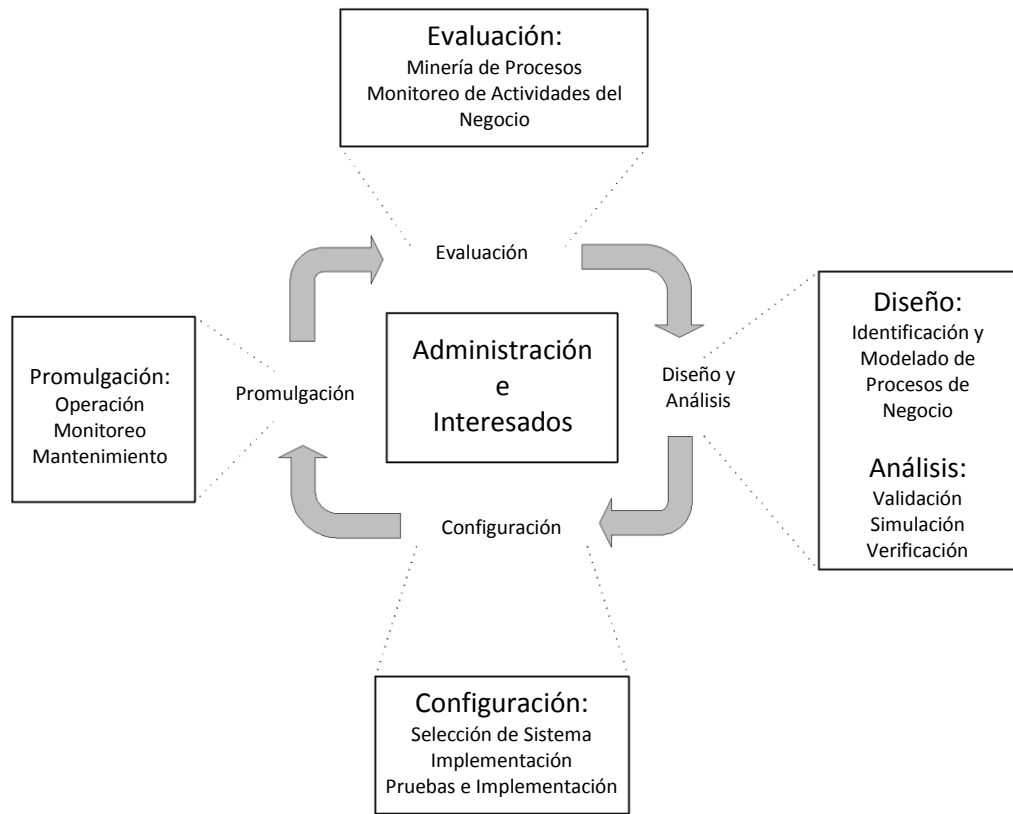 Evaluación:
Minería de Procesos
Monitoreo de Actividades del
Negocio
Evaluación
Diseño:
Identificación y
Modelado de
Procesos de
Negocio
Análisis:
Validación
Simulación
Verificación
Promulgación:
Operación
Monitoreo
Mantenimiento
Promulgación
Administración
e
Interesados
Diseño y
Análisis
Configuración
Configuración:
Selección de Sistema
Implementación
Pruebas e Implementación